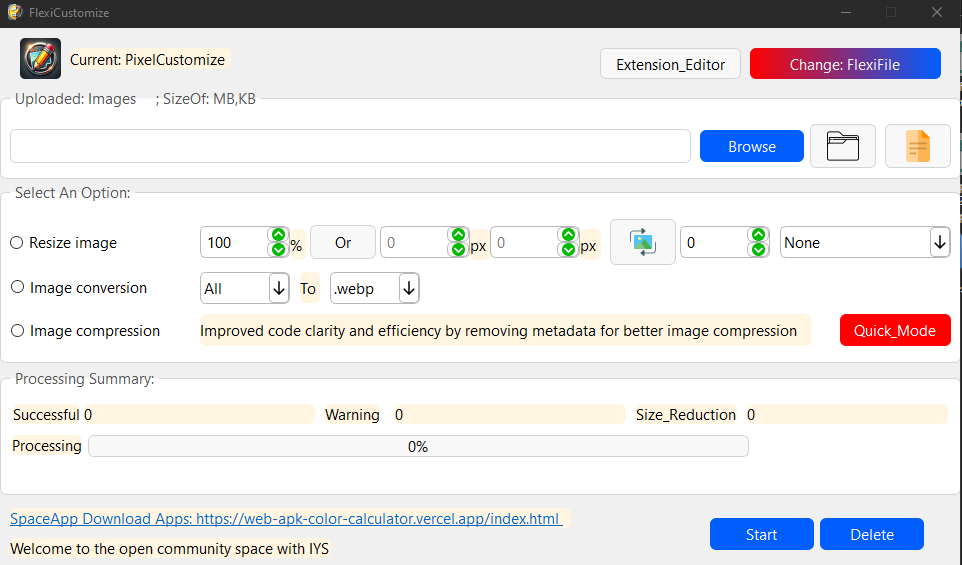 FlexiCustomize
Current: PixelCustomize
Extension_Editor
Change: FlexiFile
Uploaded: Images ; SizeOf: MB,KB
Browse
Select An Option:
Resize image 100 % Or 0 px 0 px 0 None
Image conversion All To .webp
Image compression Improved code clarity and efficiency by removing metadata for better image compression Quick_Mode
Processing Summary:
Successful 0 Warning 0 Size_Reduction 0
Processing 0%
SpaceApp Download Apps: https://web-apk-color-calculator.vercel.app/index.html
Start Delete
Welcome to the open community space with IYS